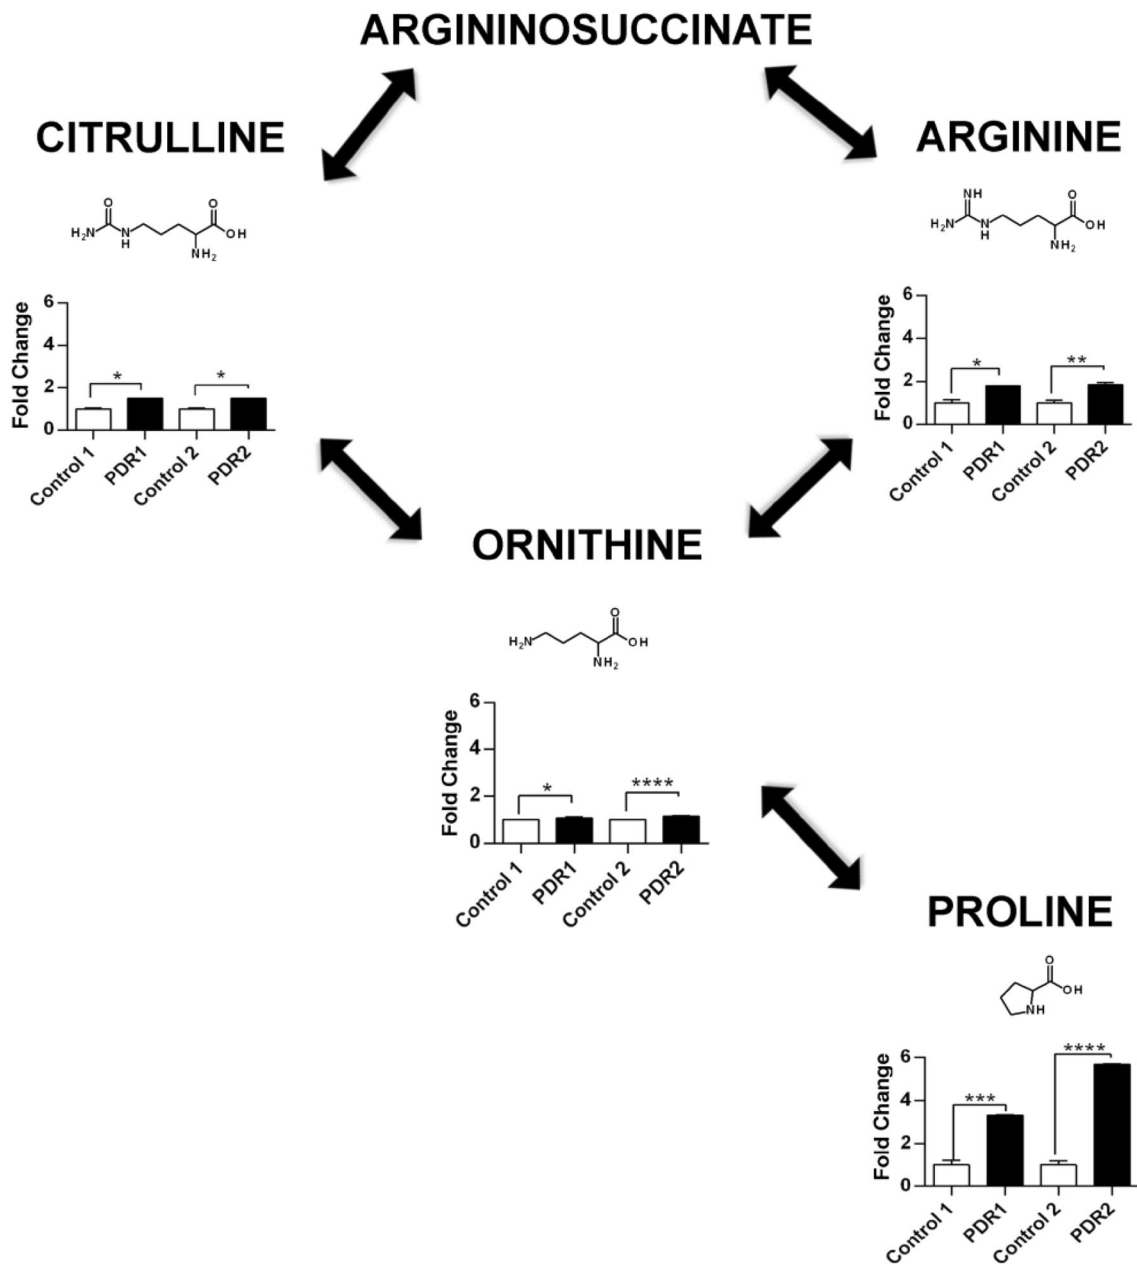 ARGININOSUCCINATE
CITRULLINE
ARGININE
O
O
H₂N
N
H
OH
NH₂
NH
O
H₂N
N
H
OH
NH₂
Fold Change
6
4
2
0
*
*
Control 1
PDR1
Control 2
PDR2
Fold Change
6
4
2
0
*
**
Control 1
PDR1
Control 2
PDR2
ORNITHINE
O
H₂N
OH
NH₂
Fold Change
6
4
2
0
*
****
Control 1
PDR1
Control 2
PDR2
PROLINE
O
OH
NH
Fold Change
6
4
2
0
***
****
Control 1
PDR1
Control 2
PDR2